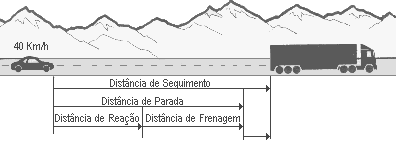 40 Km/h
Distância de Seguimento
Distância de Parada
Distância de Reação
Distância de Frenagem